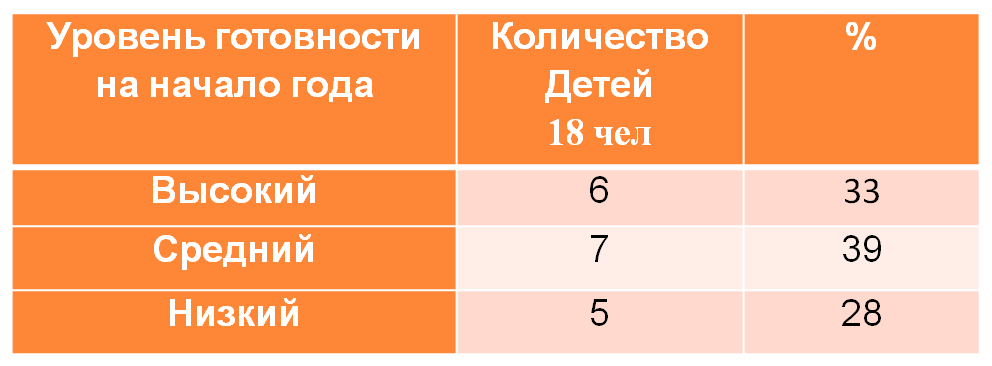 Уровень готовности
на начало года
Количество
Детей
18 чел
%
Высокий 6 33
Средний 7 39
Низкий 5 28